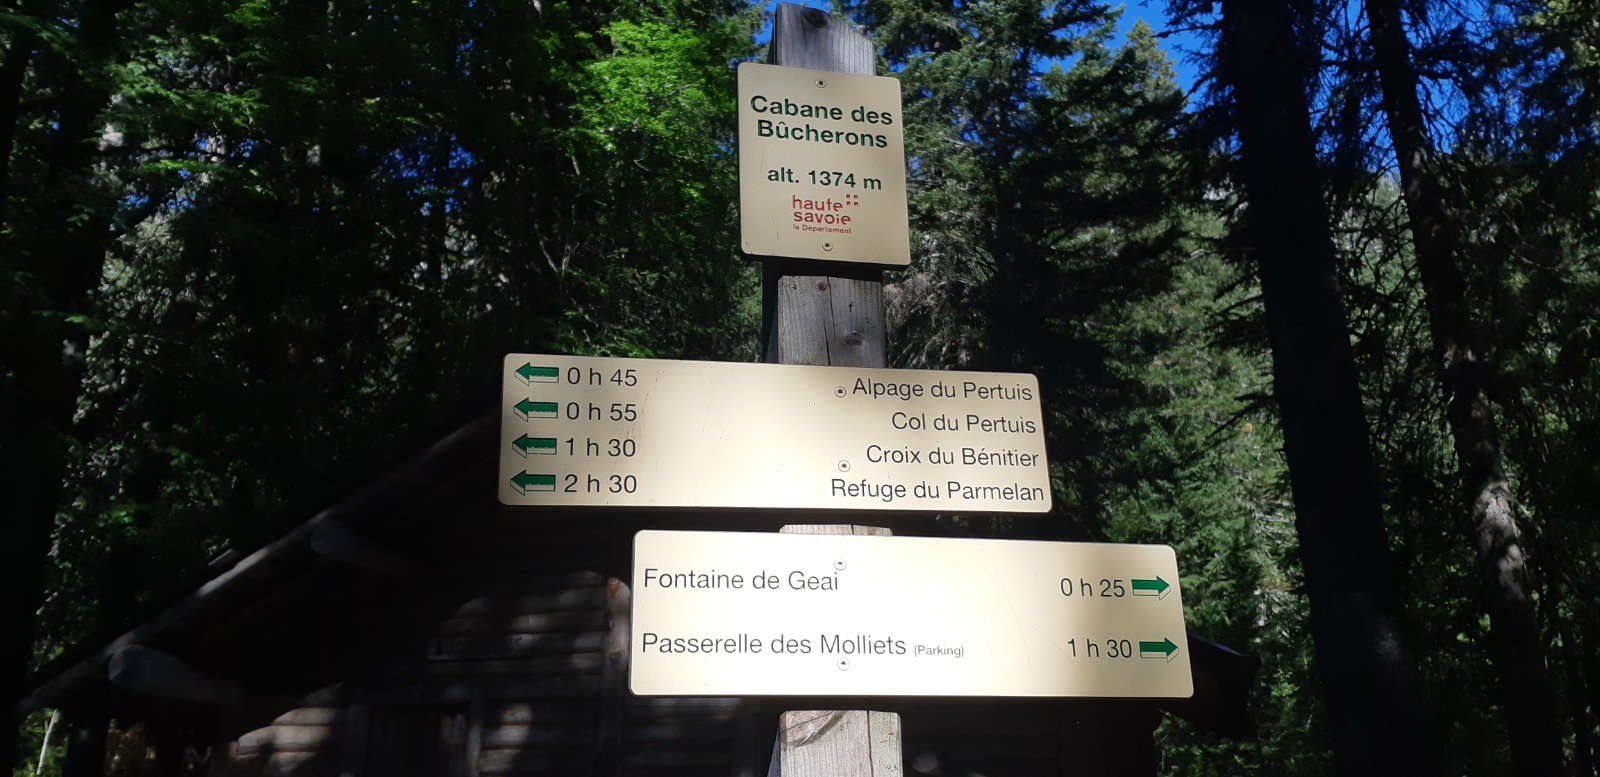 Cabane des
Bûcherons
alt. 1374 m
haute
savoie
le Département
0 h 45 Alpage du Pertuis
0 h 55 Col du Pertuis
1 h 30 Croix du Bénitier
2 h 30 Refuge du Parmelan
Fontaine de Geai 0 h 25
Passerelle des Molliets (Parking) 1 h 30